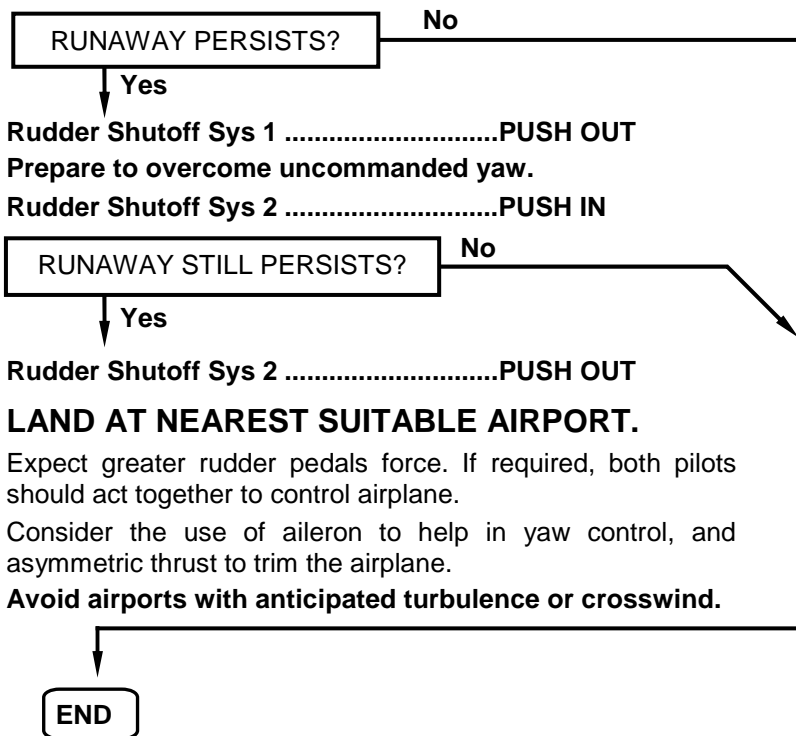 RUNAWAY PERSISTS?
No
Yes
Rudder Shutoff Sys 1 .............................PUSH OUT
Prepare to overcome uncommanded yaw.
Rudder Shutoff Sys 2 .............................PUSH IN
RUNAWAY STILL PERSISTS?
No
Yes
Rudder Shutoff Sys 2 .............................PUSH OUT
LAND AT NEAREST SUITABLE AIRPORT.
Expect greater rudder pedals force. If required, both pilots
should act together to control airplane.
Consider the use of aileron to help in yaw control, and
asymmetric thrust to trim the airplane.
Avoid airports with anticipated turbulence or crosswind.
END